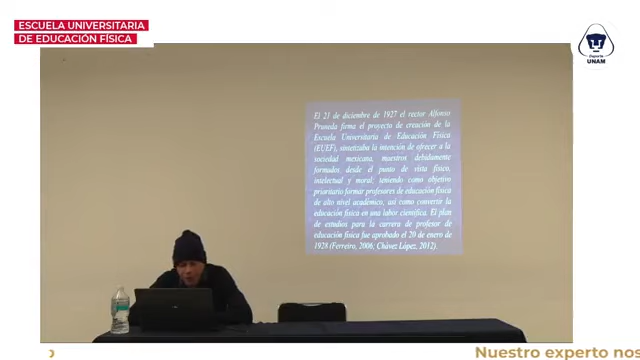 ESCUELA UNIVERSITARIA
DE EDUCACIÓN FÍSICA
Deporte
UNAM
El 21 de diciembre de 1927 el rector Alfonso
Pruneda firma el proyecto de creación de la
Escuela Universitaria de Educación Física
(EUEF), sintetizaba la intención de ofrecer a la
sociedad mexicana, maestros debidamente
formados desde el punto de vista físico,
intelectual y moral; teniendo como objetivo
prioritario formar profesores de educación física
de alto nivel académico, así como convertir la
educación física en una labor científica. El plan
de estudios para la carrera de profesor de
educación física fue aprobado el 20 de enero de
1928 (Ferreiro, 2006; Chávez López, 2012).
Nuestro experto nos